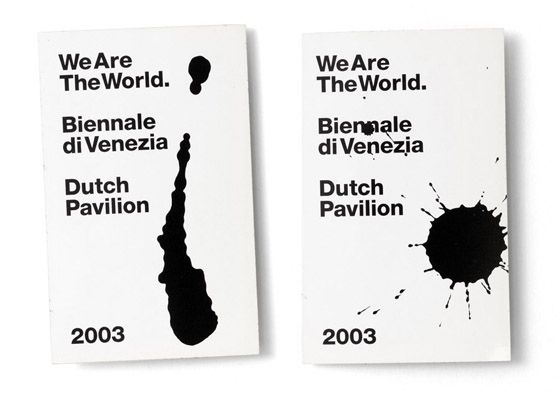 We Are
The World.
Biennale
di Venezia
Dutch
Pavilion
2003
We Are
The World.
Biennale
di Venezia
Dutch
Pavilion
2003